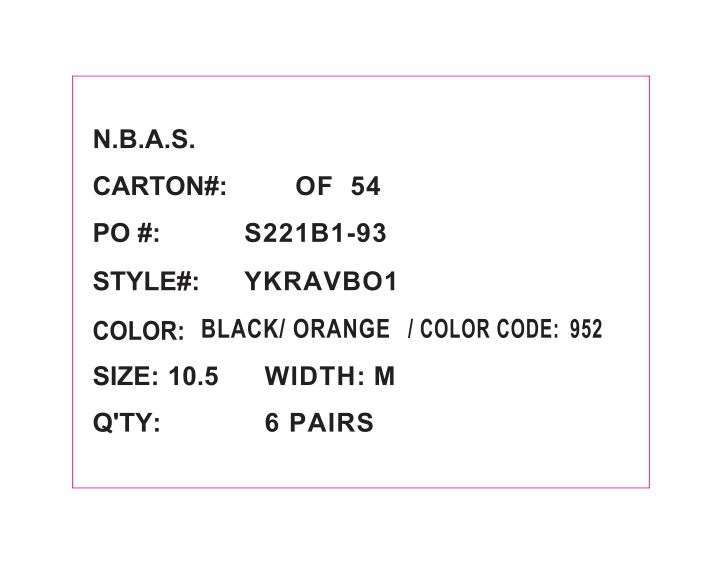 N.B.A.S.
CARTON#: OF 54
PO #: S221B1-93
STYLE#: YKRAVBO1
COLOR: BLACK/ ORANGE / COLOR CODE: 952
SIZE: 10.5 WIDTH: M
Q'TY: 6 PAIRS